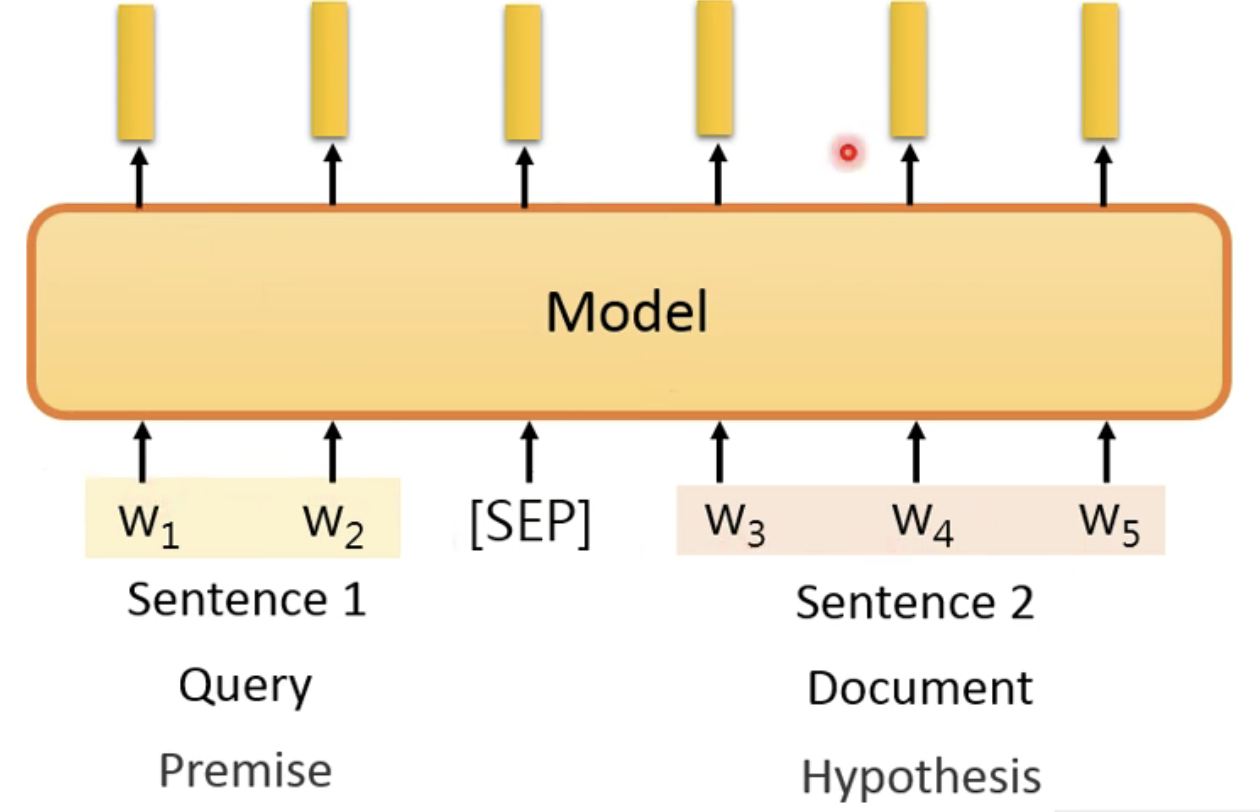 Model
w1 w2 [SEP] w3 w4 w5
Sentence 1 Sentence 2
Query Document
Premise Hypothesis